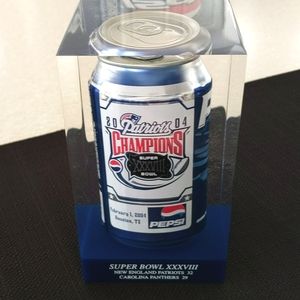 Patriots
2004
CHAMPIONS
SUPER
XXXVIII
BOWL
February 1, 2004
Houston, TX
PEPSI
P
SUPER BOWL XXXVIII
NEW ENGLAND PATRIOTS 32
CAROLINA PANTHERS 29